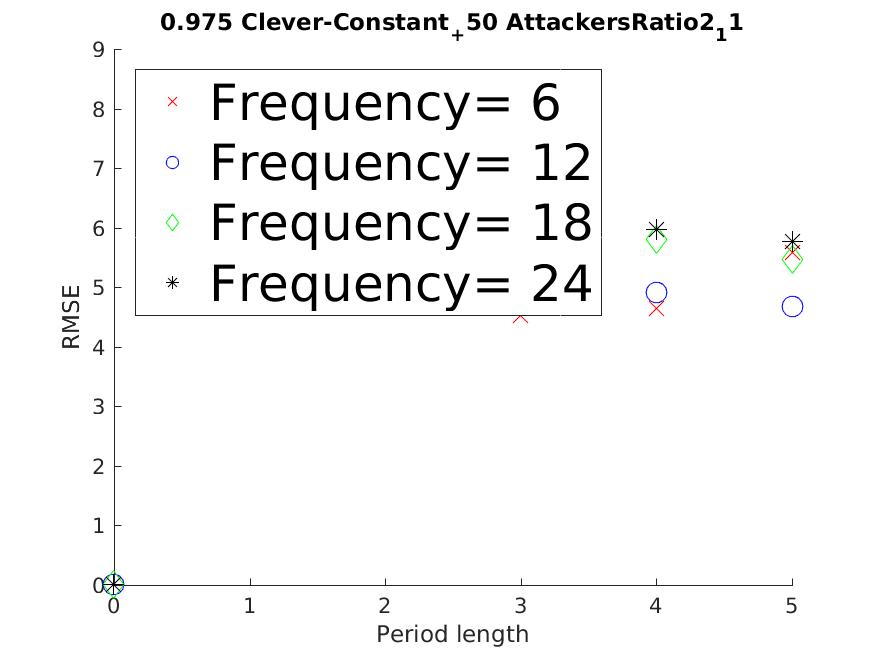 0.975 Clever-Constant₊50 AttackersRatio2₁1
9
8
7
6
5
4
3
2
1
0
RMSE
Frequency= 6
Frequency= 12
Frequency= 18
Frequency= 24
0 1 2 3 4 5
Period length